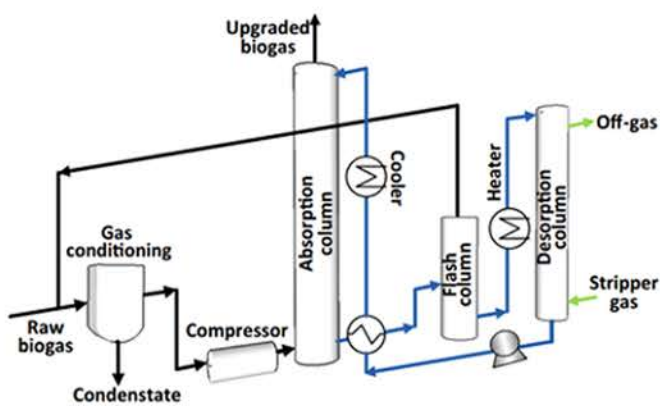 Upgraded
biogas
Gas
conditioning
Raw
biogas
Condenstate
Compressor
Absorption
column
Cooler
Flash
column
Heater
Desorption
column
Off-gas
Stripper
gas